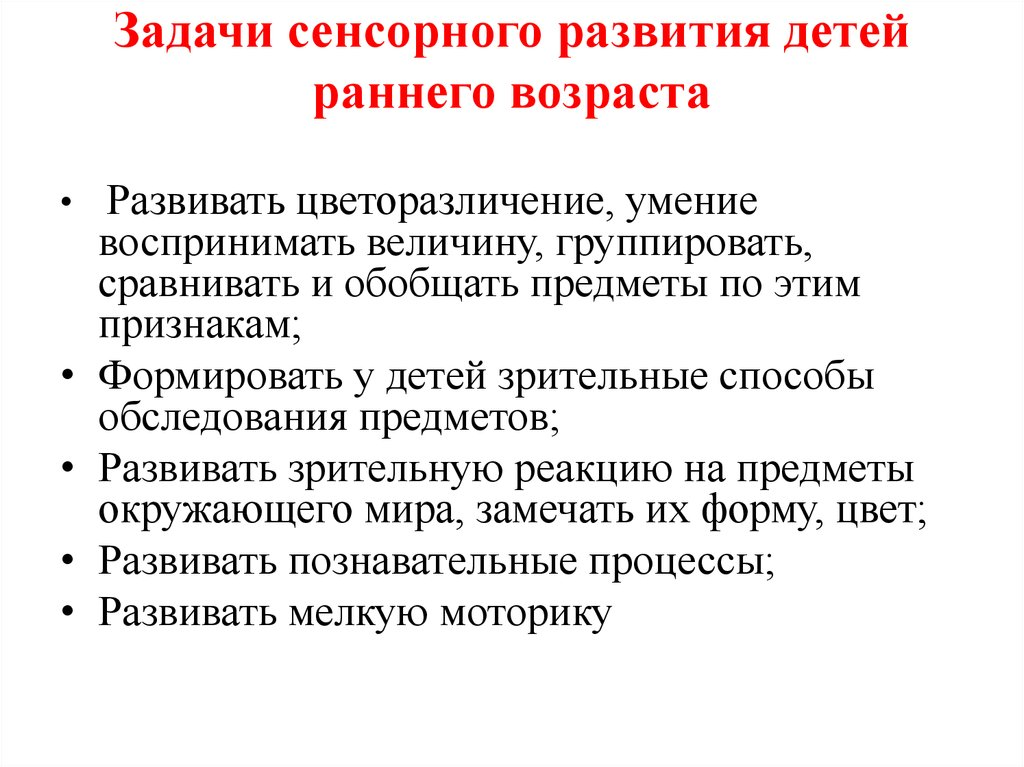 Задачи сенсорного развития детей
раннего возраста
• Развивать цветоразличение, умение
воспринимать величину, группировать,
сравнивать и обобщать предметы по этим
признакам;
• Формировать у детей зрительные способы
обследования предметов;
• Развивать зрительную реакцию на предметы
окружающего мира, замечать их форму, цвет;
• Развивать познавательные процессы;
• Развивать мелкую моторику